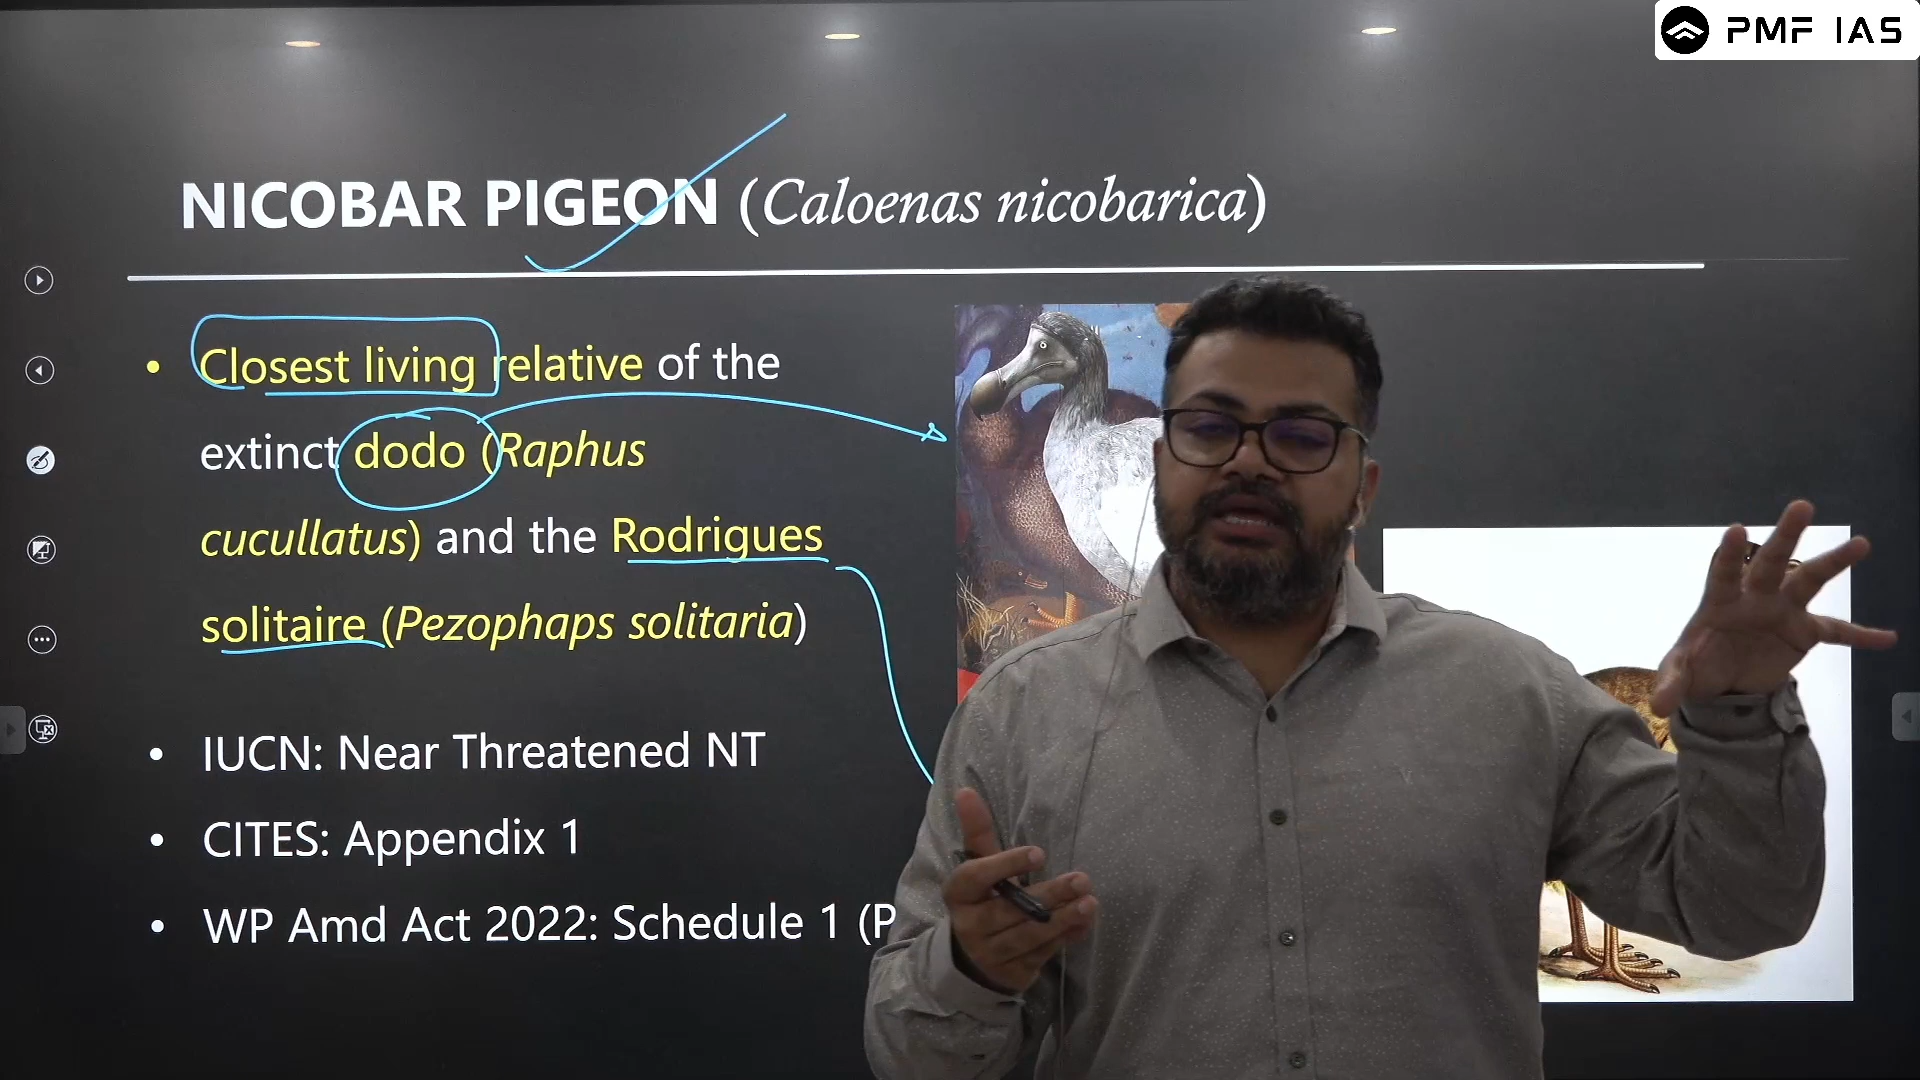 PMF IAS
NICOBAR PIGEON (Caloenas nicobarica)
• Closest living relative of the
extinct dodo (Raphus
cucullatus) and the Rodrigues
solitaire (Pezophaps solitaria)
• IUCN: Near Threatened NT
• CITES: Appendix 1
• WP Amd Act 2022: Schedule 1 (P